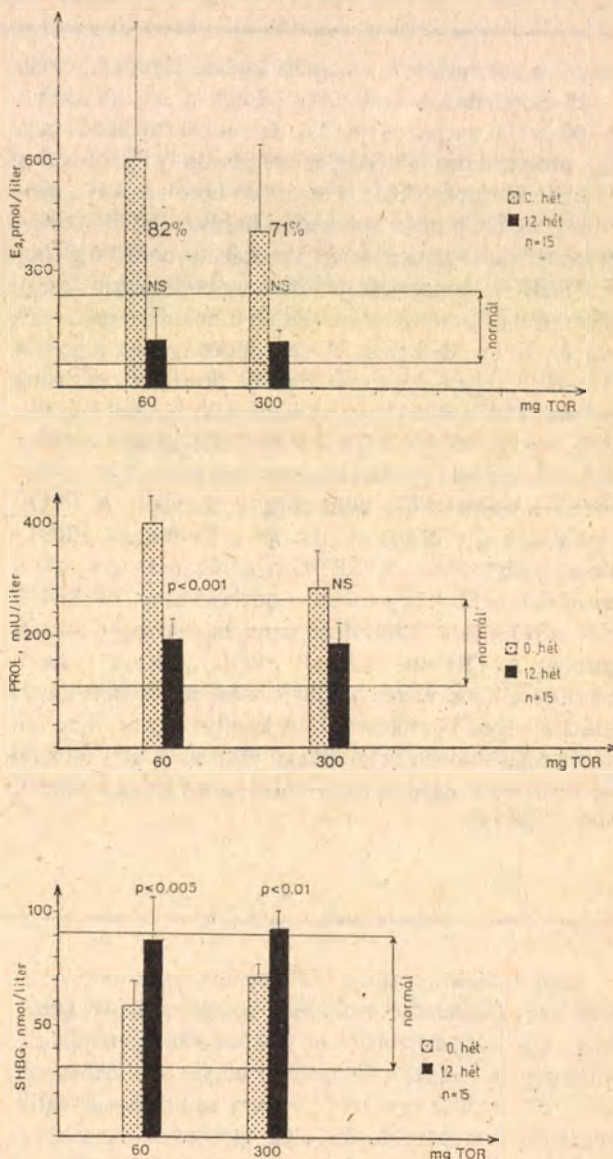 E₂, pmol/liter
600
300
82%
71%
NS
NS
0. hét
12. hét
n=15
normál
60
300
mg TOR
PROL, mIU/liter
400
200
p<0.001
NS
0. hét
12. hét
n=15
normál
60
300
mg TOR
SHBG, nmol/liter
100
50
p<0.005
p<0.01
normál
0. hét
12. hét
n=15
60
300
mg TOR